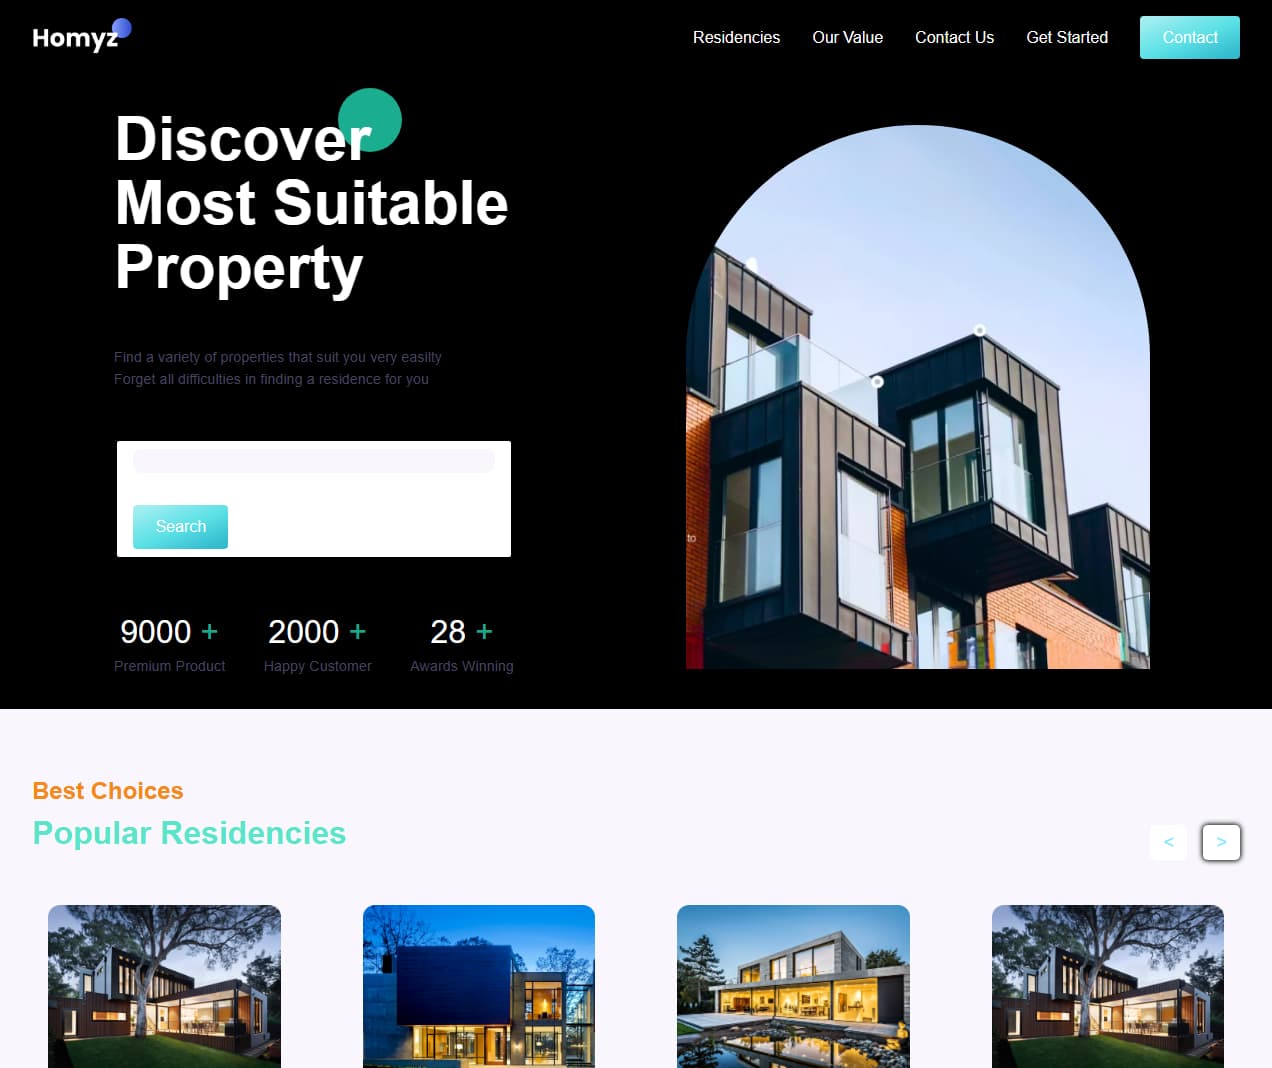 Homyz
Residencies
Our Value
Contact Us
Get Started
Contact
Discover
Most Suitable
Property
Find a variety of properties that suit you very easilty
Forget all difficulties in finding a residence for you
Search
9000 +
Premium Product
2000 +
Happy Customer
28 +
Awards Winning
to
Best Choices
Popular Residencies
<
>